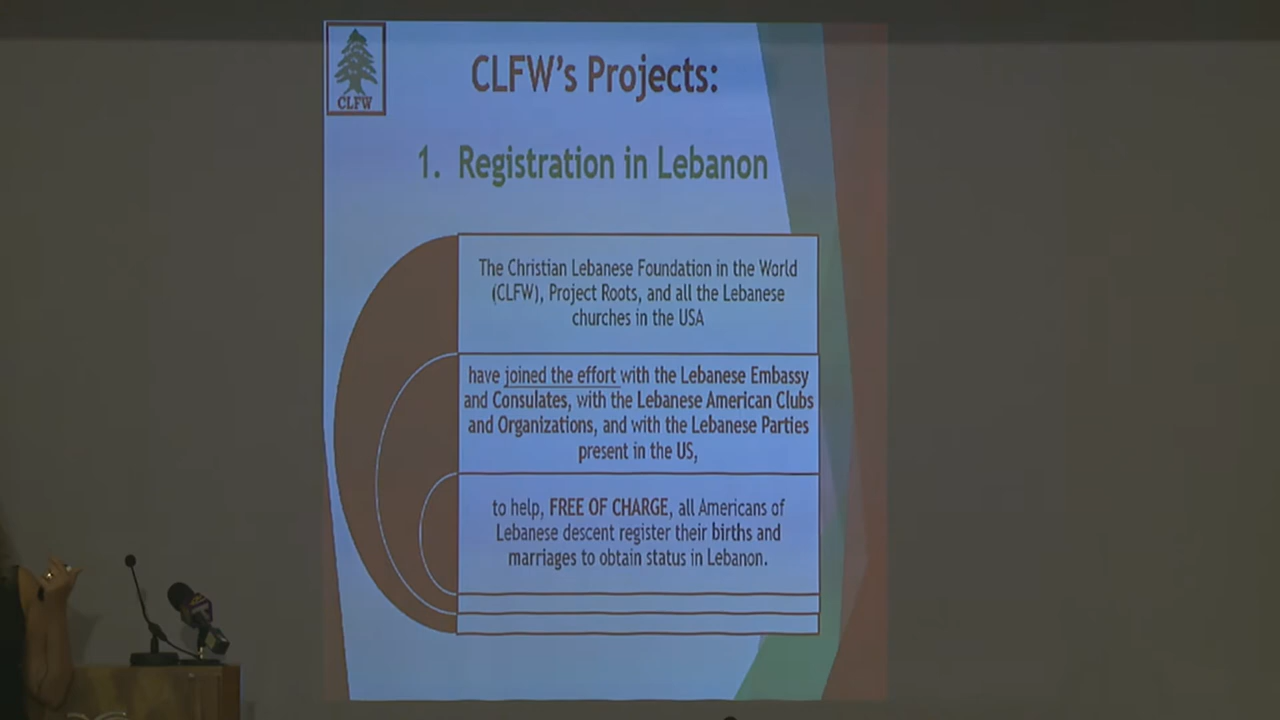 CLFW
CLFW's Projects:
1. Registration in Lebanon
The Christian Lebanese Foundation in the World
(CLFW), Project Roots, and all the Lebanese
churches in the USA
have joined the effort with the Lebanese Embassy
and Consulates, with the Lebanese American Clubs
and Organizations, and with the Lebanese Parties
present in the US,
to help, FREE OF CHARGE, all Americans of
Lebanese descent register their births and
marriages to obtain status in Lebanon.